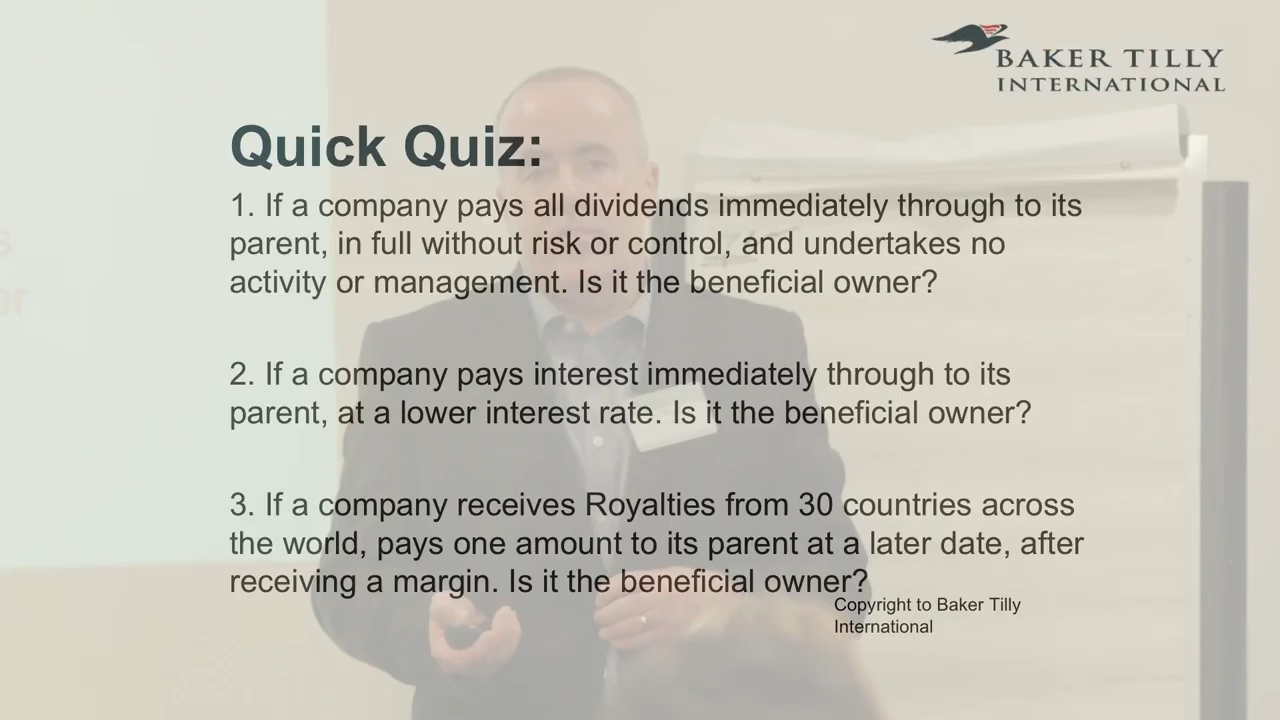 BAKER TILLY
INTERNATIONAL
Quick Quiz:
1. If a company pays all dividends immediately through to its
parent, in full without risk or control, and undertakes no
activity or management. Is it the beneficial owner?
2. If a company pays interest immediately through to its
parent, at a lower interest rate. Is it the beneficial owner?
3. If a company receives Royalties from 30 countries across
the world, pays one amount to its parent at a later date, after
receiving a margin. Is it the beneficial owner?
Copyright to Baker Tilly
International